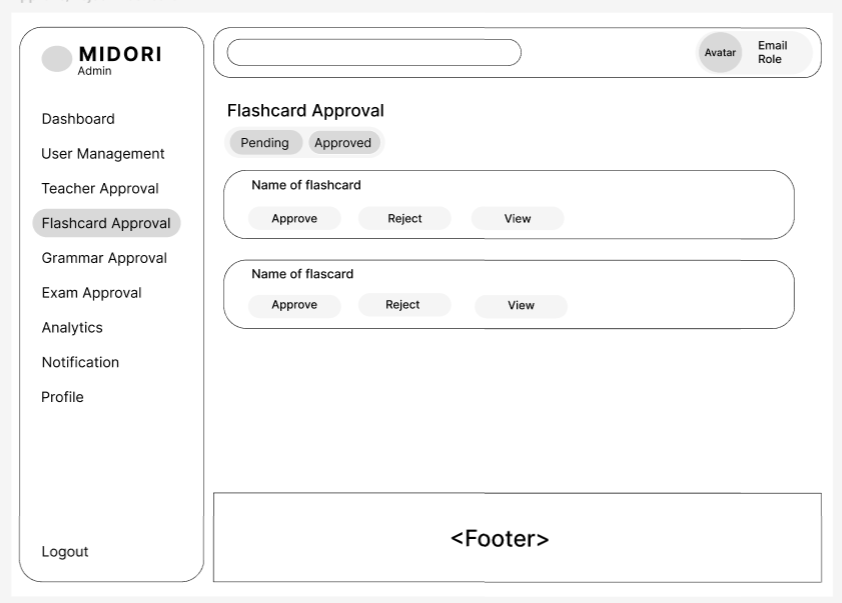 MIDORI
Admin
Dashboard
User Management
Teacher Approval
Flashcard Approval
Grammar Approval
Exam Approval
Analytics
Notification
Profile
Logout
Avatar
Email
Role
Flashcard Approval
Pending
Approved
Name of flashcard
Approve
Reject
View
Name of flascard
Approve
Reject
View
<Footer>